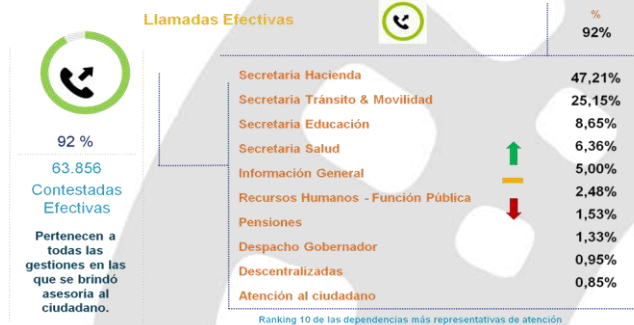 Llamadas Efectivas
%
92%
92 %
63.856
Contestadas
Efectivas
Pertenecen a
todas las
gestiones en las
que se brindó
asesoría al
ciudadano.
Secretaria Hacienda 47,21%
Secretaria Tránsito & Movilidad 25,15%
Secretaria Educación 8,65%
Secretaria Salud 6,36%
Información General 5,00%
Recursos Humanos - Función Pública 2,48%
Pensiones 1,53%
Despacho Gobernador 1,33%
Descentralizadas 0,95%
Atención al ciudadano 0,85%
Ranking 10 de las dependencias más representativas de atención